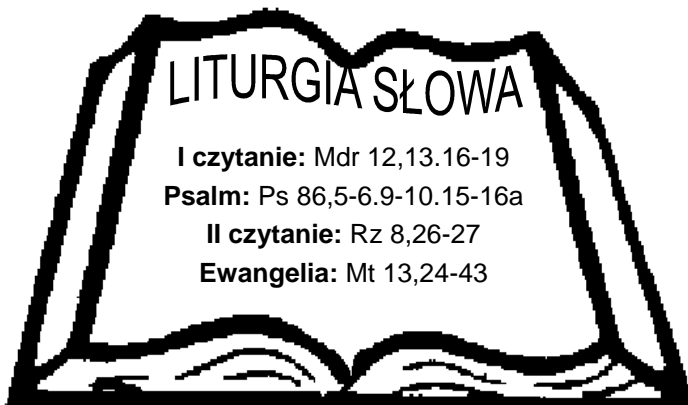 LITURGIA SŁOWA
I czytanie: Mdr 12,13.16-19
Psalm: Ps 86,5-6.9-10.15-16a
II czytanie: Rz 8,26-27
Ewangelia: Mt 13,24-43